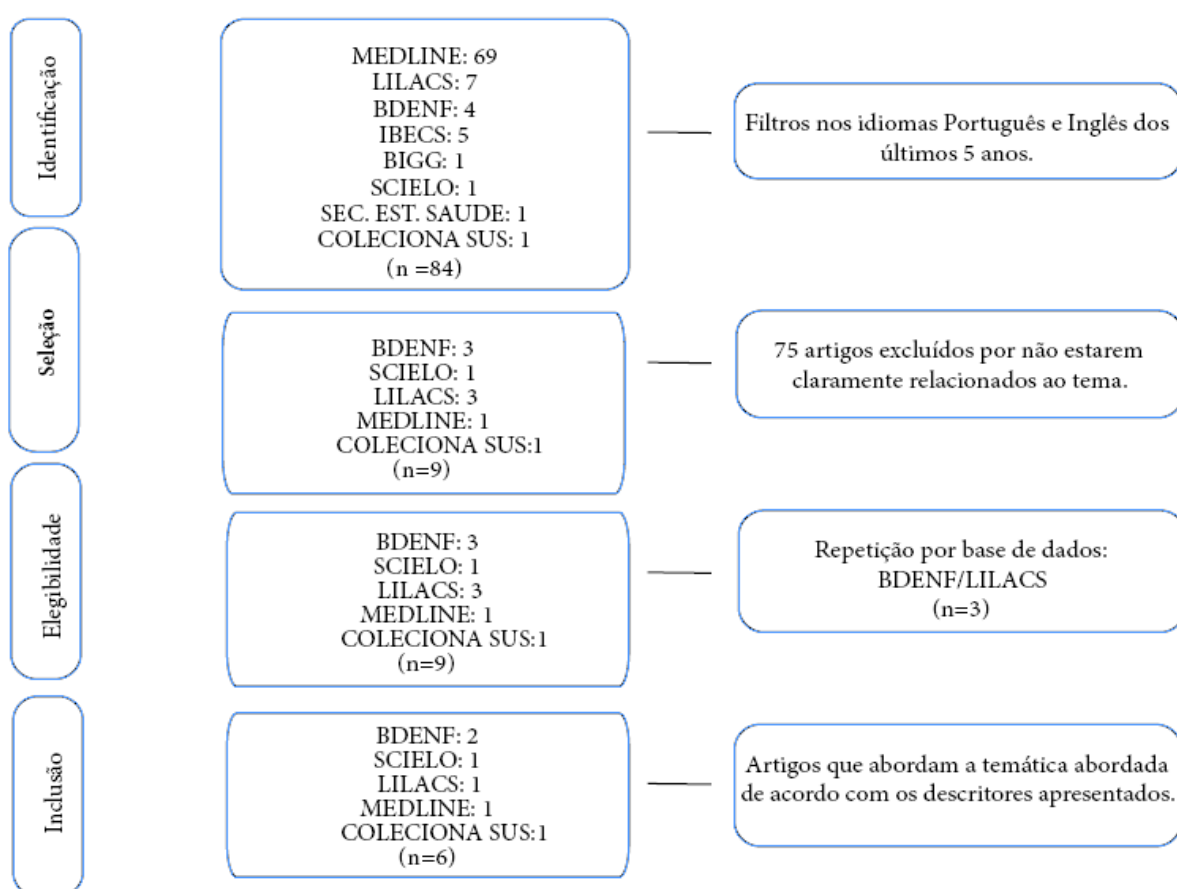 Identificação
MEDLINE: 69
LILACS: 7
BDENF: 4
IBECS: 5
BIGG: 1
SCIELO: 1
SEC. EST. SAUDE: 1
COLECIONA SUS: 1
(n =84)
Filtros nos idiomas Português e Inglês dos
últimos 5 anos.
Seleção
BDENF: 3
SCIELO: 1
LILACS: 3
MEDLINE: 1
COLECIONA SUS:1
(n=9)
75 artigos excluídos por não estarem
claramente relacionados ao tema.
Elegibilidade
BDENF: 3
SCIELO: 1
LILACS: 3
MEDLINE: 1
COLECIONA SUS:1
(n=9)
Repetição por base de dados:
BDENF/LILACS
(n=3)
Inclusão
BDENF: 2
SCIELO: 1
LILACS: 1
MEDLINE: 1
COLECIONA SUS:1
(n=6)
Artigos que abordam a temática abordada
de acordo com os descritores apresentados.